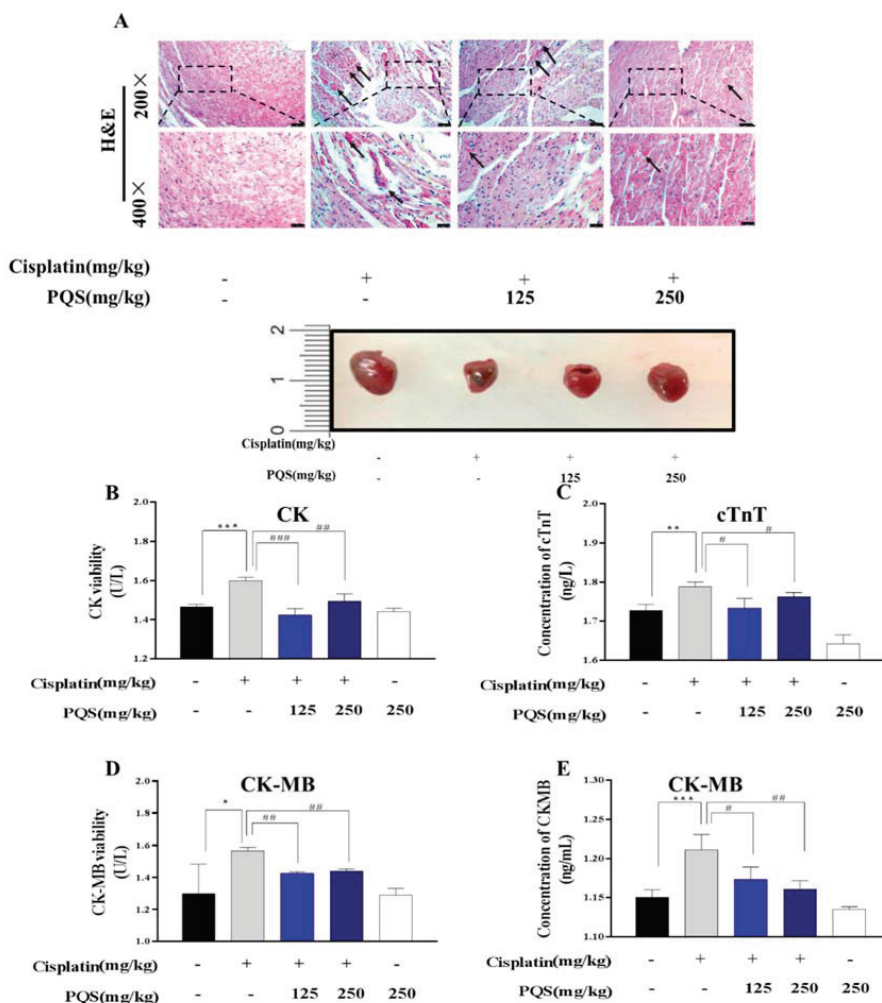 A
H&E
200×
400×
Cisplatin(mg/kg) - + + +
PQS(mg/kg) - - 125 250
2
1
0
Cisplatin(mg/kg) - + + +
PQS(mg/kg) - - 125 250
B
CK
CK viability
(U/L)
2.0
1.8
1.6
1.4
1.2
***
###
##
Cisplatin(mg/kg) - + + + -
PQS(mg/kg) - - 125 250 250
C
cTnT
Concentration of cTnT
(ng/L)
2.0
1.9
1.8
1.7
1.6
**
#
#
Cisplatin(mg/kg) - + + + -
PQS(mg/kg) - - 125 250 250
D
CK-MB
CK-MB viability
(U/L)
2.0
1.8
1.6
1.4
1.2
1.0
*
##
##
Cisplatin(mg/kg) - + + + -
PQS(mg/kg) - - 125 250 250
E
CK-MB
Concentration of CKMB
(ng/mL)
1.30
1.25
1.20
1.15
1.10
***
#
##
Cisplatin(mg/kg) - + + + -
PQS(mg/kg) - - 125 250 250